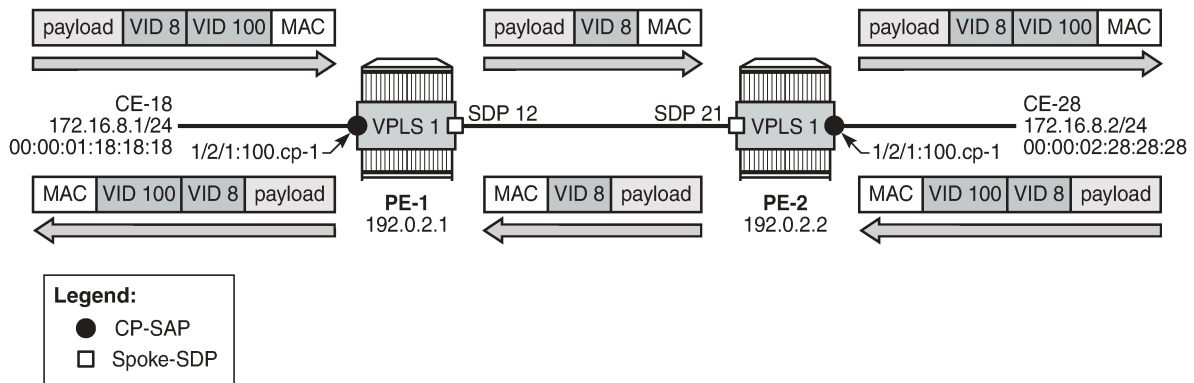 payload VID 8 VID 100 MAC
payload VID 8 MAC
payload VID 8 VID 100 MAC
CE-18
172.16.8.1/24
00:00:01:18:18:18
1/2/1:100.cp-1
VPLS 1
SDP 12
SDP 21
VPLS 1
1/2/1:100.cp-1
CE-28
172.16.8.2/24
00:00:02:28:28:28
MAC VID 100 VID 8 payload
PE-1
192.0.2.1
MAC VID 8 payload
PE-2
192.0.2.2
MAC VID 100 VID 8 payload
Legend:
CP-SAP
Spoke-SDP